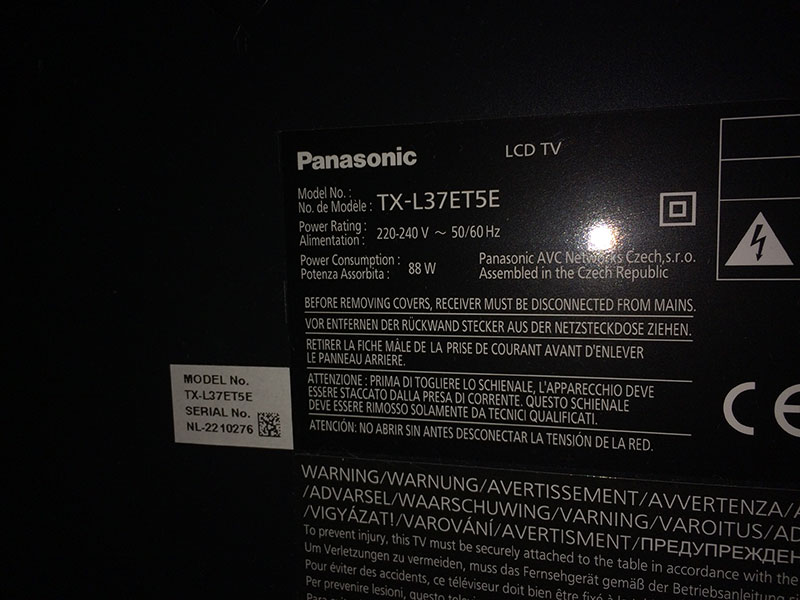 Panasonic LCD TV
Model No. :
No. de Modèle : TX-L37ET5E
Power Rating :
Alimentation : 220-240 V ~ 50/60 Hz
Power Consumption :
Potenza Assorbita : 88 W
Panasonic AVC Networks Czech,s.r.o.
Assembled in the Czech Republic
BEFORE REMOVING COVERS, RECEIVER MUST BE DISCONNECTED FROM MAINS.
VOR ENTFERNEN DER RÜCKWAND STECKER AUS DER NETZSTECKDOSE ZIEHEN.
RETIRER LA FICHE MÂLE DE LA PRISE DE COURANT AVANT D'ENLEVER
LE PANNEAU ARRIERE.
ATTENZIONE : PRIMA DI TOGLIERE LO SCHIENALE, L'APPARECCHIO DEVE
ESSERE STACCATO DALLA PRESA DI CORRENTE. QUESTO SCHIENALE
DEVE ESSERE RIMOSSO SOLAMENTE DA TECNICI QUALIFICATI.
ATENCIÓN: NO ABRIR SIN ANTES DESCONECTAR LA TENSIÓN DE LA RED.
CE
MODEL No.
TX-L37ET5E
SERIAL No.
NL-2210276
WARNING/WARNUNG/AVERTISSEMENT/AVVERTENZA/A
/ADVARSEL/WAARSCHUWING/VARNING/VAROITUS/AD
/VIGYÁZAT!/VAROVÁNÍ/AVERTISMENT/ПРЕДУПРЕЖДЕН
To prevent injury, this TV must be securely attached to the table in accordance with the
Um Verletzungen zu vermeiden, muss das Fernsehgerät gemäß der Betriebsanleitung
Pour éviter des accidents, ce téléviseur doit bien être fixé à la
Per prevenire lesioni, questo
Para